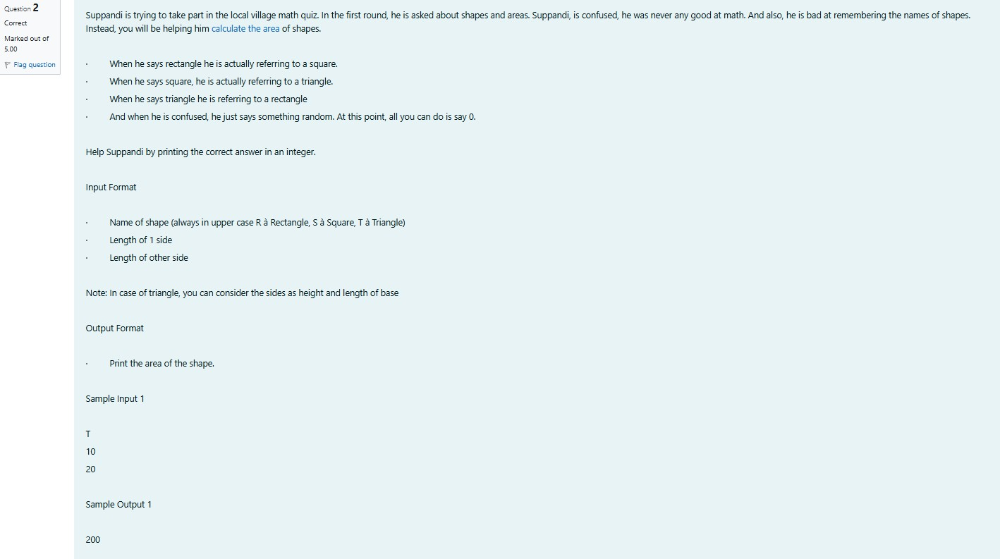 Question 2
Correct
Marked out of
5.00
Flag question
Suppandi is trying to take part in the local village math quiz. In the first round, he is asked about shapes and areas. Suppandi, is confused, he was never any good at math. And also, he is bad at remembering the names of shapes.
Instead, you will be helping him calculate the area of shapes.
· When he says rectangle he is actually referring to a square.
· When he says square, he is actually referring to a triangle.
· When he says triangle he is referring to a rectangle
· And when he is confused, he just says something random. At this point, all you can do is say 0.
Help Suppandi by printing the correct answer in an integer.
Input Format
· Name of shape (always in upper case R à Rectangle, S à Square, T à Triangle)
· Length of 1 side
· Length of other side
Note: In case of triangle, you can consider the sides as height and length of base
Output Format
· Print the area of the shape.
Sample Input 1
T
10
20
Sample Output 1
200